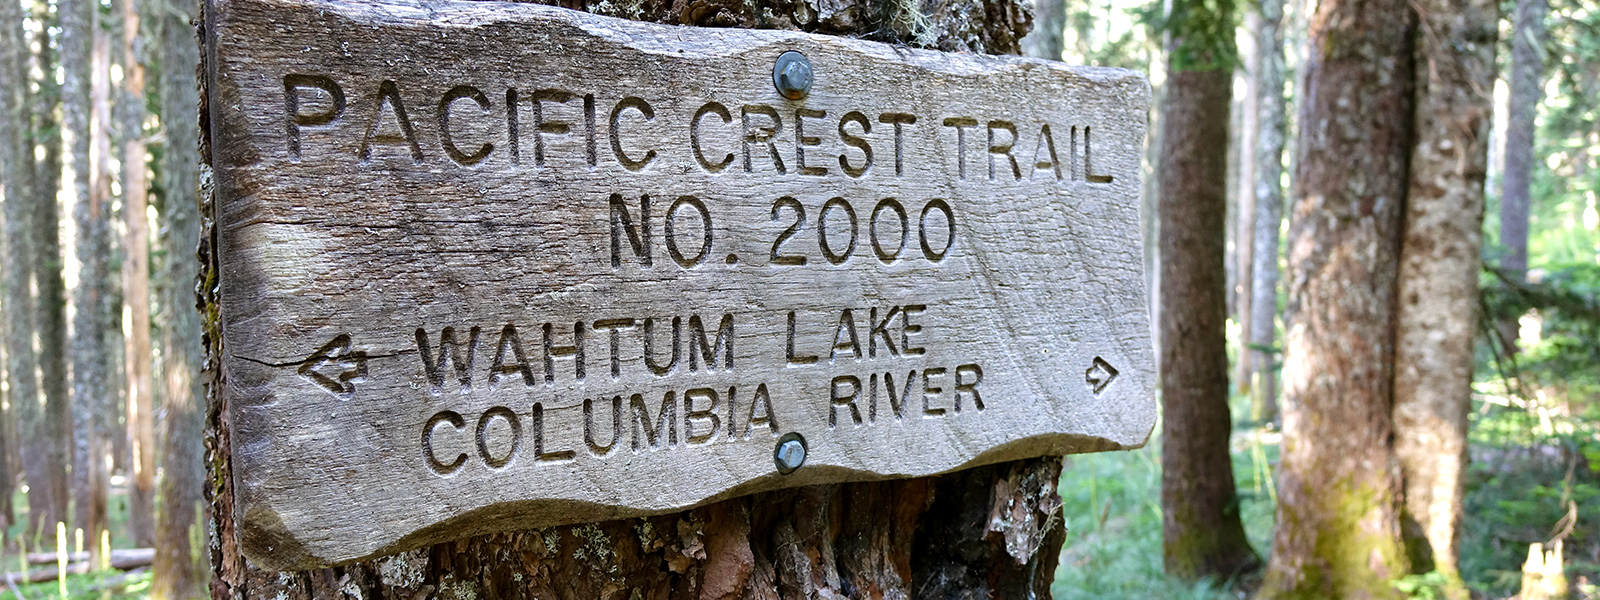 PACIFIC CREST TRAIL
NO. 2000
WAHTUM LAKE
COLUMBIA RIVER